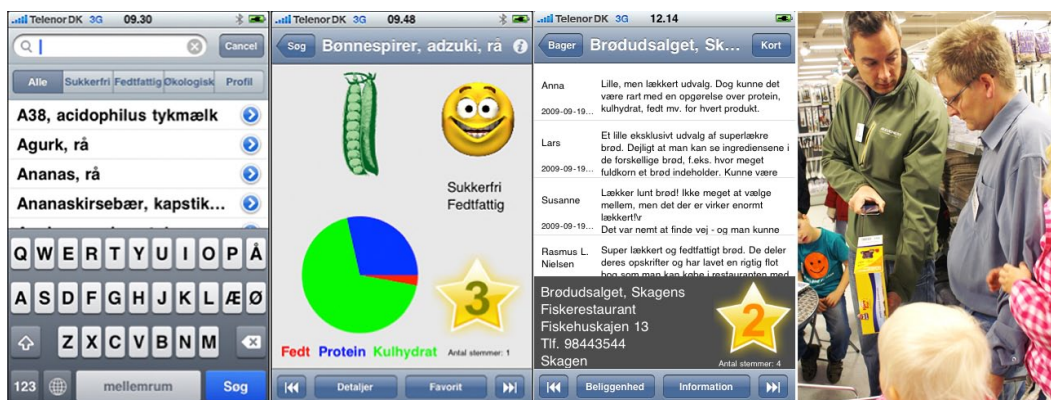 Telenor DK 3G 09.30
Cancel
Alle Sukkerfri Fedtfattig Økologisk Profil
A38, acidophilus tykmælk
Agurk, rå
Ananas, rå
Ananaskirsebær, kapstik...
Q W E R T Y U I O P Å
A S D F G H J K L Æ Ø
Z X C V B N M
123 mellemrum Søg
Telenor DK 3G 09.48
Søg Bønnespirer, adzuki, rå
Sukkerfri
Fedtfattig
3
Fedt Protein Kulhydrat Antal stemmer: 1
Detaljer Favorit
Telenor DK 3G 12.14
Bager Brødudsalget, Sk... Kort
Anna
2009-09-19...
Lille, men lækkert udvalg. Dog kunne det
være rart med en opgørelse over protein,
kulhydrat, fedt mv. for hvert produkt.
Lars
2009-09-19...
Et lille eksklusivt udvalg af superlækre
brød. Dejligt at man kan se ingrediensene i
de forskellige brød, f.eks. hvor meget
fuldkorn et brød indeholder. Kunne være
Susanne
2009-09-19...
Lækker lunt brød! Ikke meget at vælge
mellem, men det der er virker enormt
lækkert!\r
Det var nemt at finde vej - og man kunne
Rasmus L.
Nielsen
Super lækkert og fedtfattigt brød. De deler
deres opskrifter og har lavet en rigtig flot
bog som man kan købe i restauranten med
Brødudsalget, Skagens
Fiskerestaurant
Fiskehuskajen 13
Tlf. 98443544
Skagen
2
Antal stemmer: 4
Beliggenhed Information